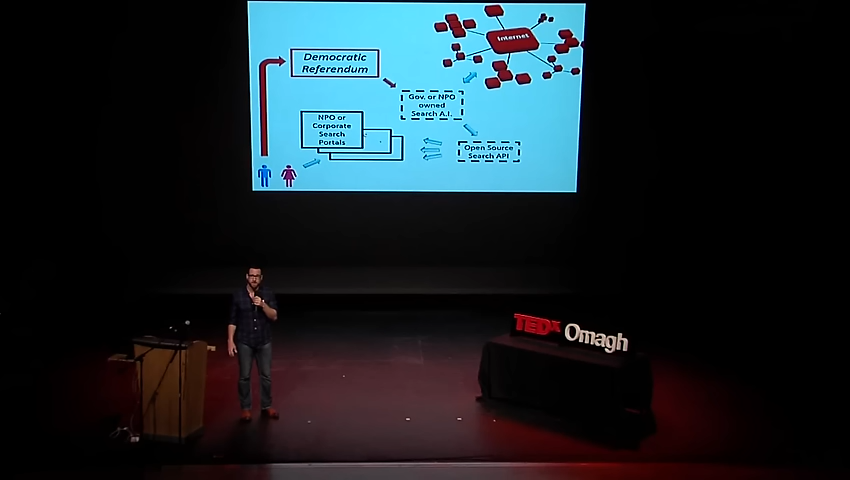 Internet
Democratic
Referendum
Gov. or NPO
owned
Search A.I.
NPO or
Corporate
Search
Portals
Open Source
Search API
TEDx Omagh